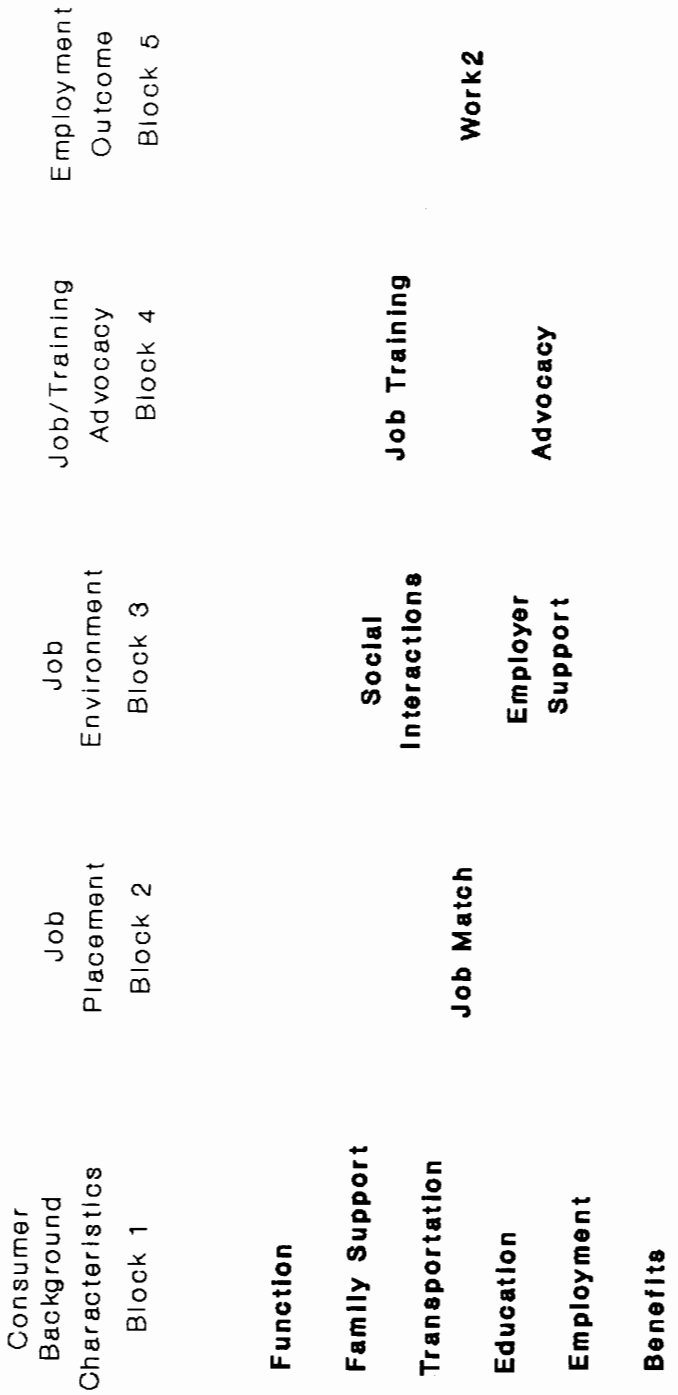 Consumer
Background
Characteristics
Block 1
Job
Placement
Block 2
Job
Environment
Block 3
Job/Training
Advocacy
Block 4
Employment
Outcome
Block 5
Function
Family Support
Transportation
Education
Employment
Benefits
Job Match
Social
Interactions
Employer
Support
Job Training
Advocacy
Work2